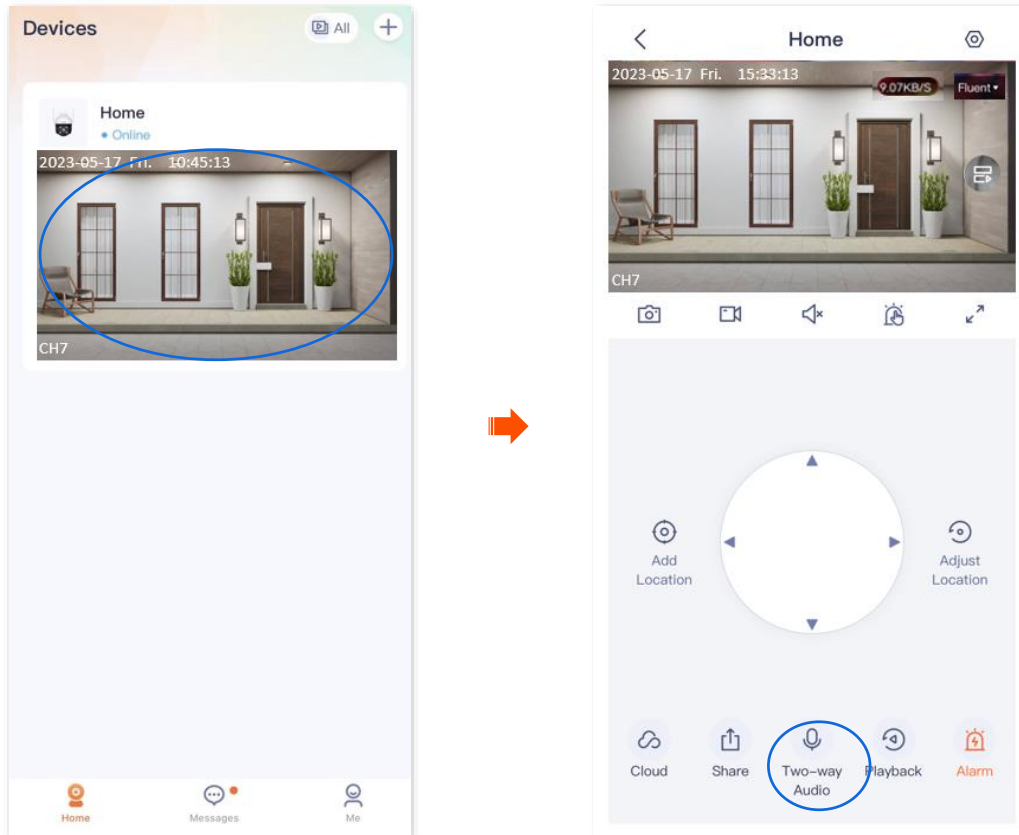 Devices
All
Home
Online
2023-05-17 Fri. 10:45:13
CH7
Home
Messages
Me
Home
2023-05-17 Fri. 15:33:13
9.07KB/S
Fluent
CH7
Add
Location
Adjust
Location
Cloud
Share
Two-way
Audio
Playback
Alarm